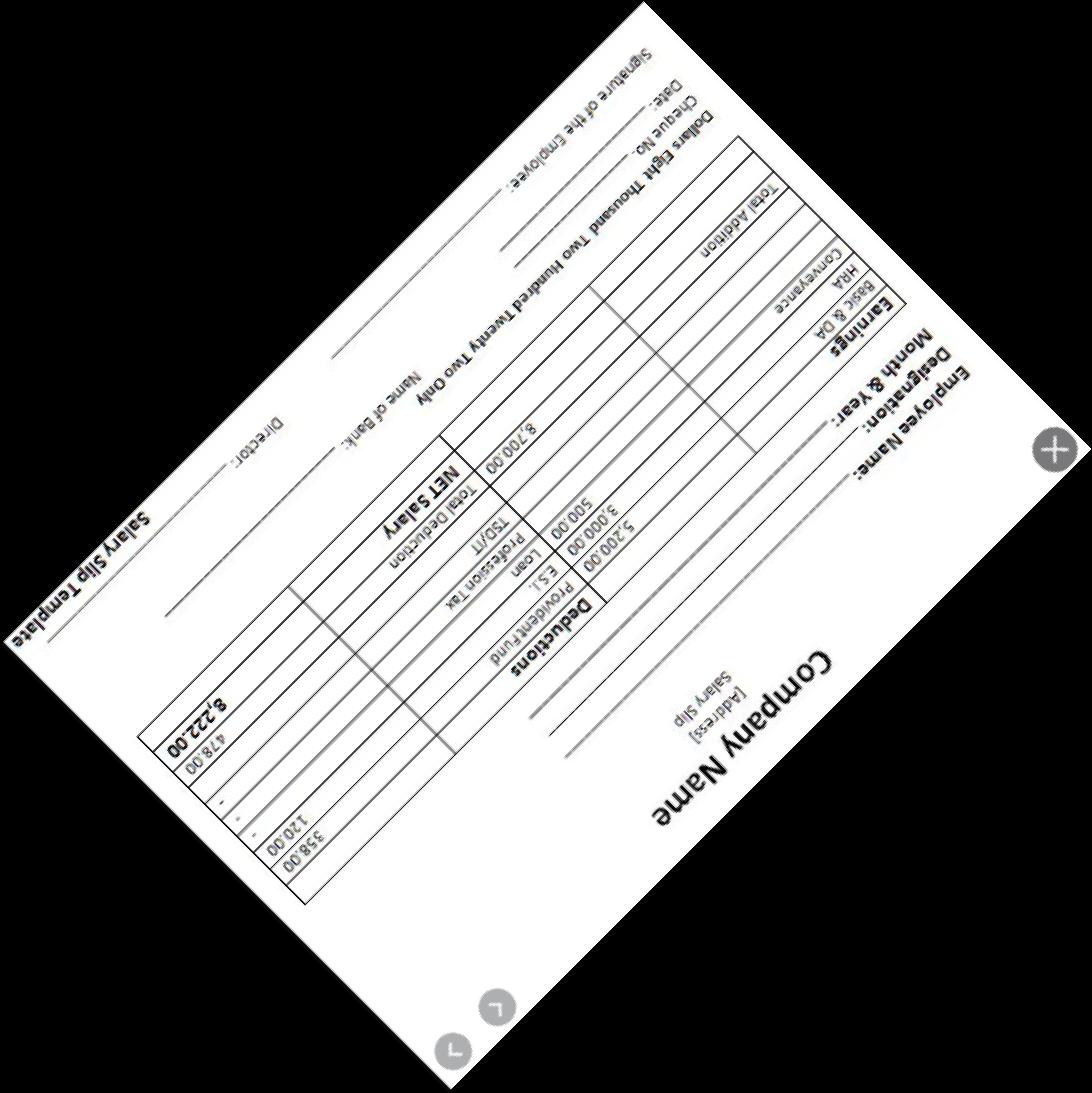 Company Name
[Address]
Salary Slip
Employee Name:
Designation:
Month & Year:
Earnings Deductions
Basic & DA 5,200.00 Provident Fund 358.00
HRA 3,000.00 E.S.I. 120.00
Conveyance 500.00 Loan -
Profession Tax -
TSD/IT -
Total Addition 8,700.00 Total Deduction 478.00
NET Salary 8,222.00
Dollars Eight Thousand Two Hundred Twenty Two Only
Cheque No. Name of Bank:
Date:
Signature of the Employee: Director:
Salary Slip Template